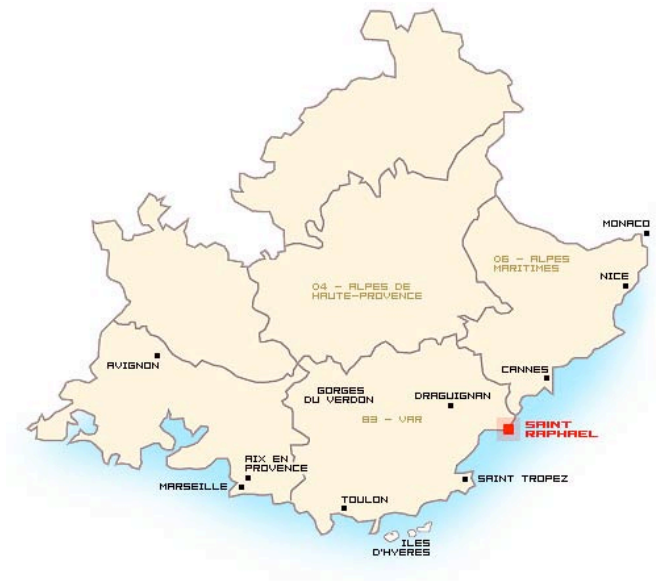 MONACO
06 - ALPES
MARITIMES
NICE
04 - ALPES DE
HAUTE-PROVENCE
AVIGNON
CANNES
GORGES
DU VERDON
DRAGUIGNAN
83 - VAR
SAINT
RAPHAEL
AIX EN
PROVENCE
MARSEILLE
SAINT TROPEZ
TOULON
ILES
D'HYERES